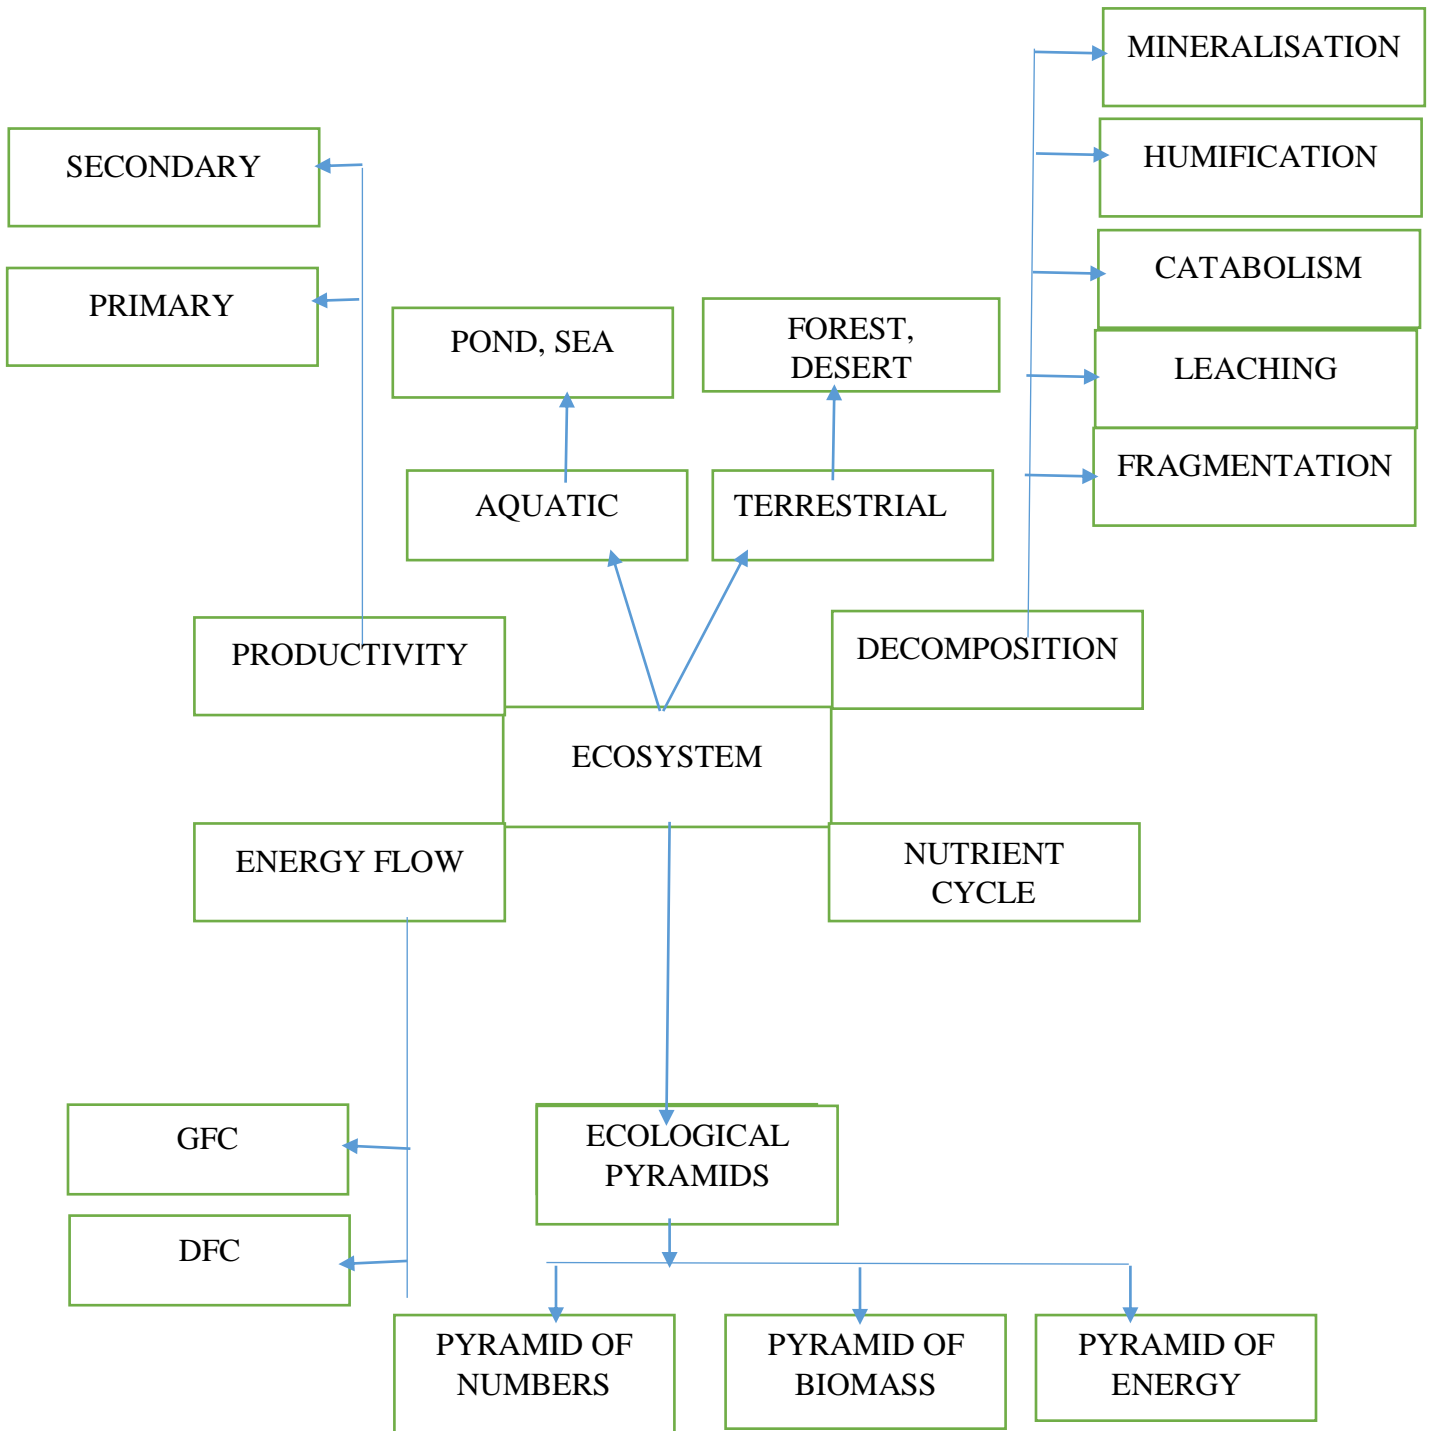 MINERALISATION
SECONDARY
HUMIFICATION
PRIMARY
CATABOLISM
POND, SEA
FOREST,
DESERT
LEACHING
FRAGMENTATION
AQUATIC
TERRESTRIAL
PRODUCTIVITY
DECOMPOSITION
ECOSYSTEM
ENERGY FLOW
NUTRIENT
CYCLE
GFC
ECOLOGICAL
PYRAMIDS
DFC
PYRAMID OF
NUMBERS
PYRAMID OF
BIOMASS
PYRAMID OF
ENERGY